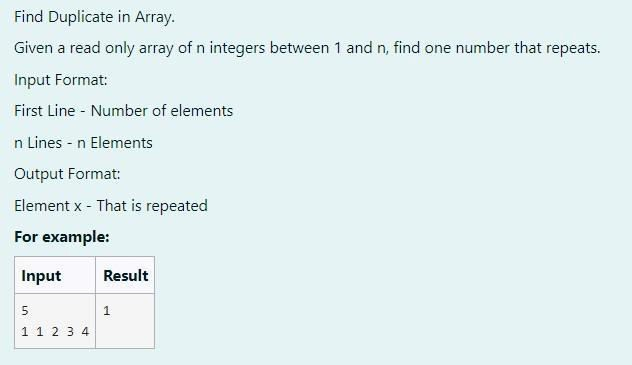 Find Duplicate in Array.
Given a read only array of n integers between 1 and n, find one number that repeats.
Input Format:
First Line - Number of elements
n Lines - n Elements
Output Format:
Element x - That is repeated
For example:
Input Result
5 1
1 1 2 3 4